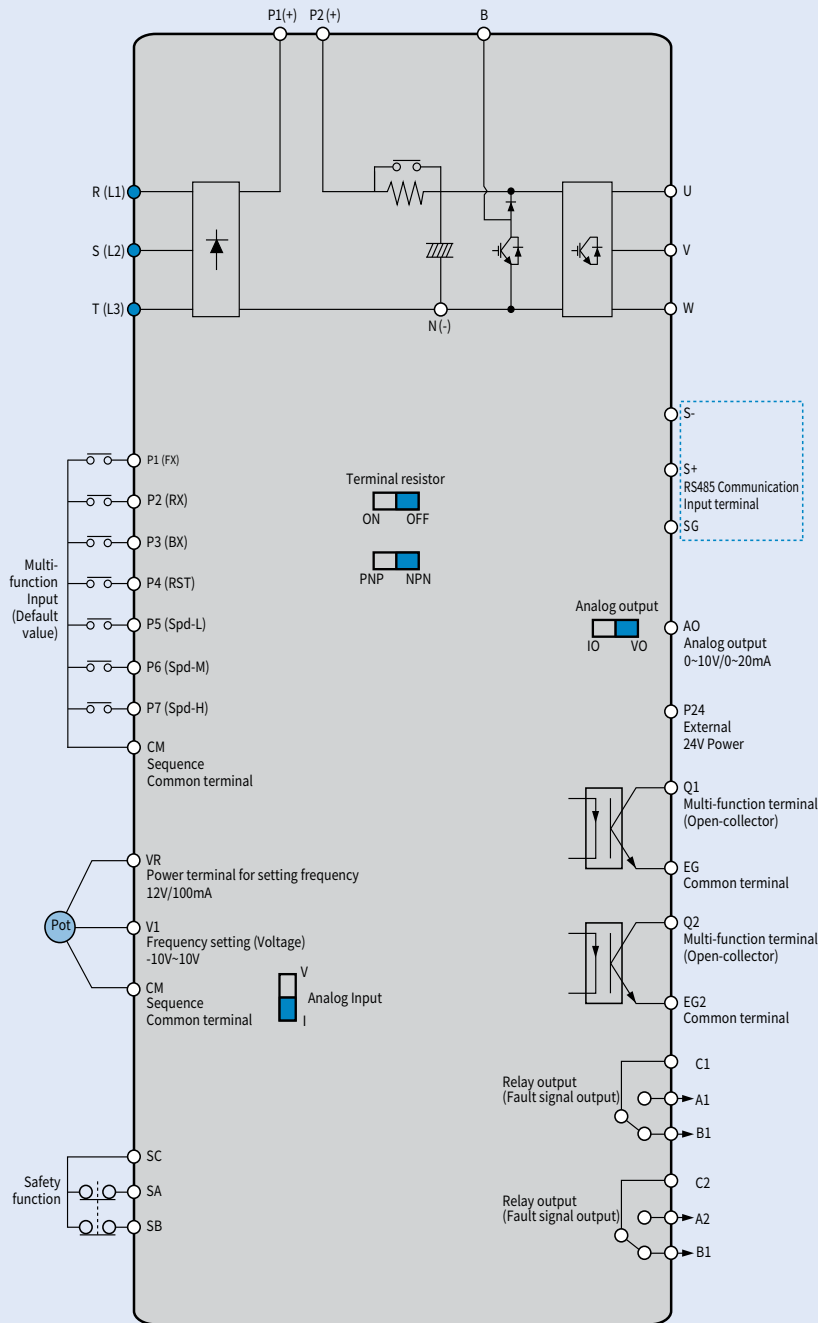 P1(+)
P2 (+)
B
R (L1)
S (L2)
T (L3)
U
V
W
N (-)
S-
S+
RS485 Communication
Input terminal
SG
Multi-
function
Input
(Default
value)
P1 (FX)
P2 (RX)
P3 (BX)
P4 (RST)
P5 (Spd-L)
P6 (Spd-M)
P7 (Spd-H)
CM
Sequence
Common terminal
Terminal resistor
ON OFF
PNP NPN
Analog output
IO VO
AO
Analog output
0~10V/0~20mA
P24
External
24V Power
Q1
Multi-function terminal
(Open-collector)
EG
Common terminal
Pot
VR
Power terminal for setting frequency
12V/100mA
V1
Frequency setting (Voltage)
-10V~10V
CM
Sequence
Common terminal
V
Analog Input
I
Q2
Multi-function terminal
(Open-collector)
EG2
Common terminal
Relay output
(Fault signal output)
C1
A1
B1
Safety
function
SC
SA
SB
Relay output
(Fault signal output)
C2
A2
B1